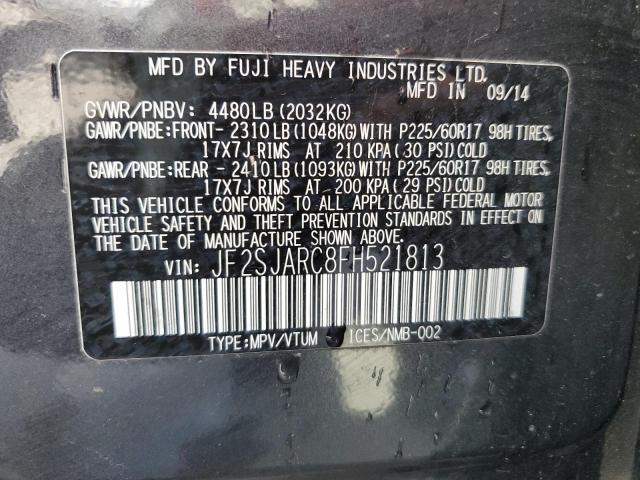 MFD BY FUJI HEAVY INDUSTRIES LTD.
MFD IN 09/14
GVWR/PNBV: 4480LB(2032KG)
GAWR/PNBE:FRONT- 2310LB(1048KG)WITH P225/60R17 98H TIRES,
17X7J RIMS AT 210 KPA( 30 PSI)COLD
GAWR/PNBE:REAR - 2410LB(1093KG)WITH P225/60R17 98H TIRES,
17X7J RIMS AT 200 KPA( 29 PSI)COLD
THIS VEHICLE CONFORMS TO ALL APPLICABLE FEDERAL MOTOR
VEHICLE SAFETY AND THEFT PREVENTION STANDARDS IN EFFECT ON
THE DATE OF MANUFACTURE SHOWN ABOVE.
VIN: JF2SJARC8FH521813
TYPE:MPV/VTUM ICES/NMB-002